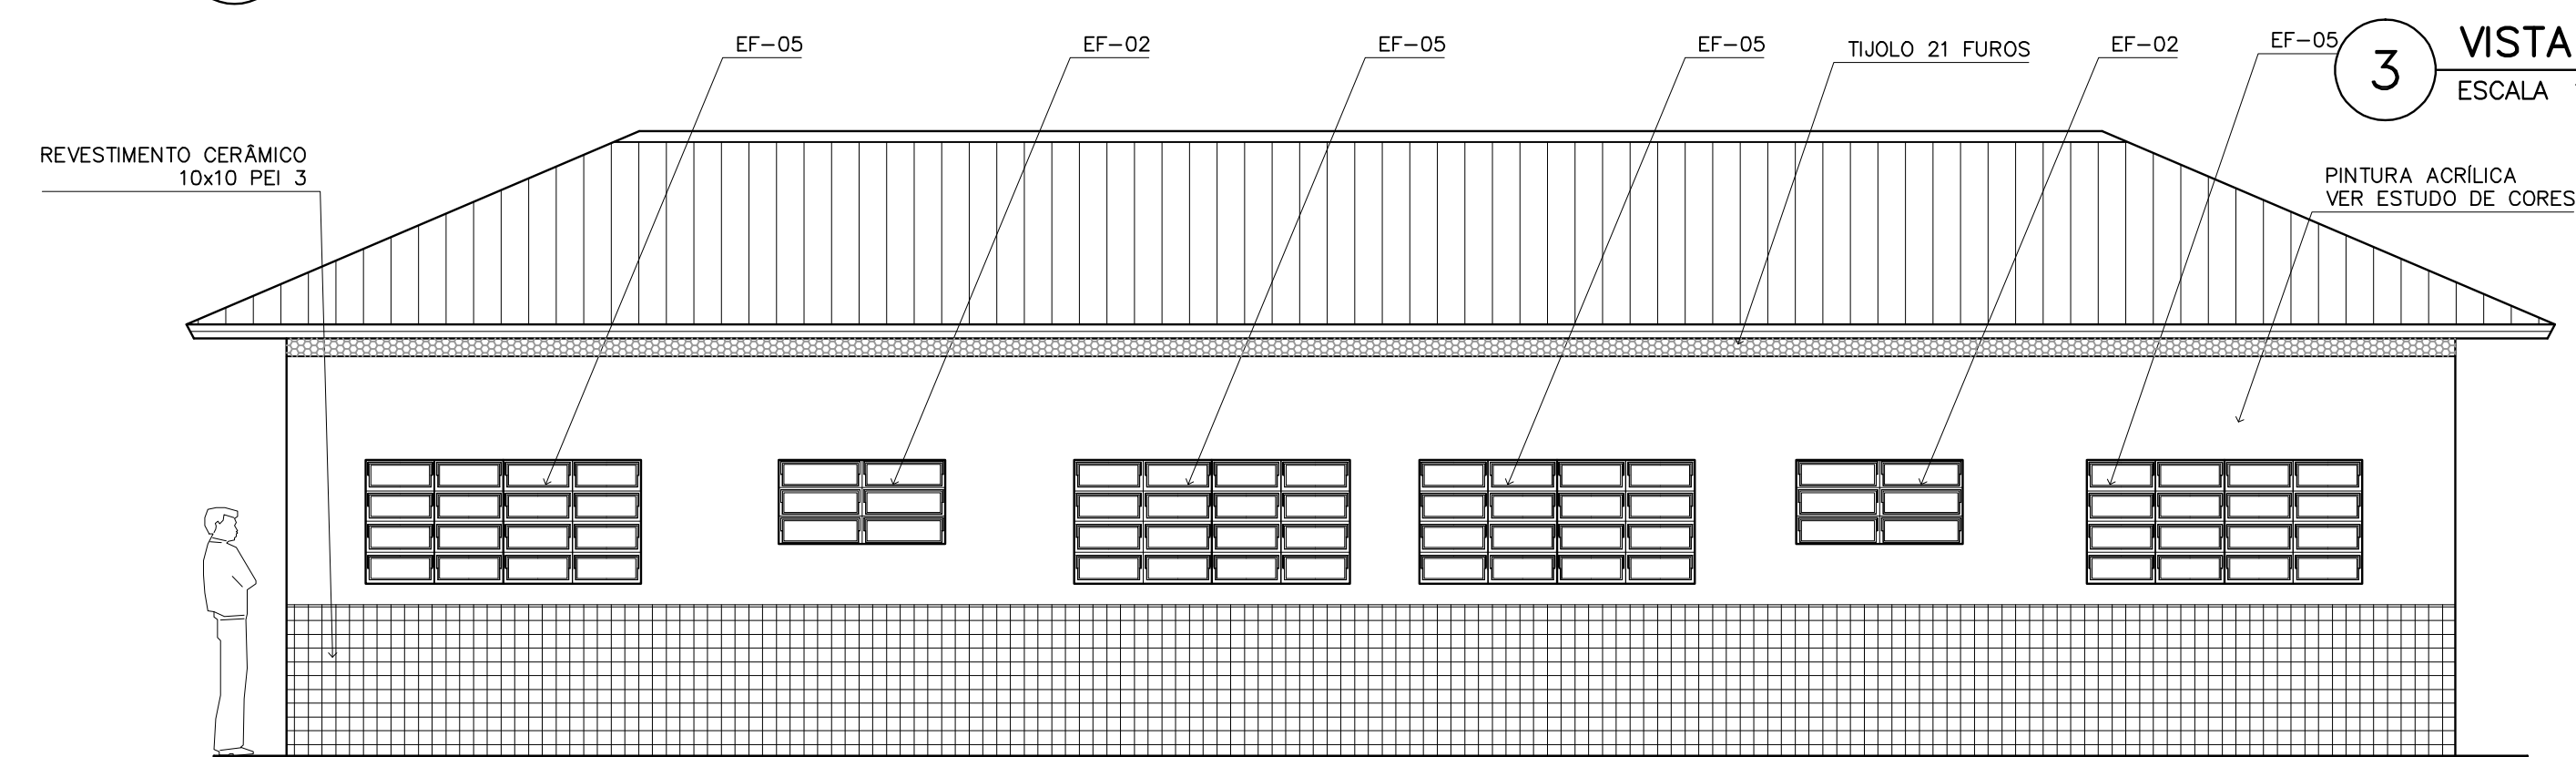 EF-05
EF-02
EF-05
EF-05
TIJOLO 21 FUROS
EF-02
EF-05
3
VISTA
ESCALA
REVESTIMENTO CERÂMICO
10x10 PEI 3
PINTURA ACRÍLICA
VER ESTUDO DE CORES